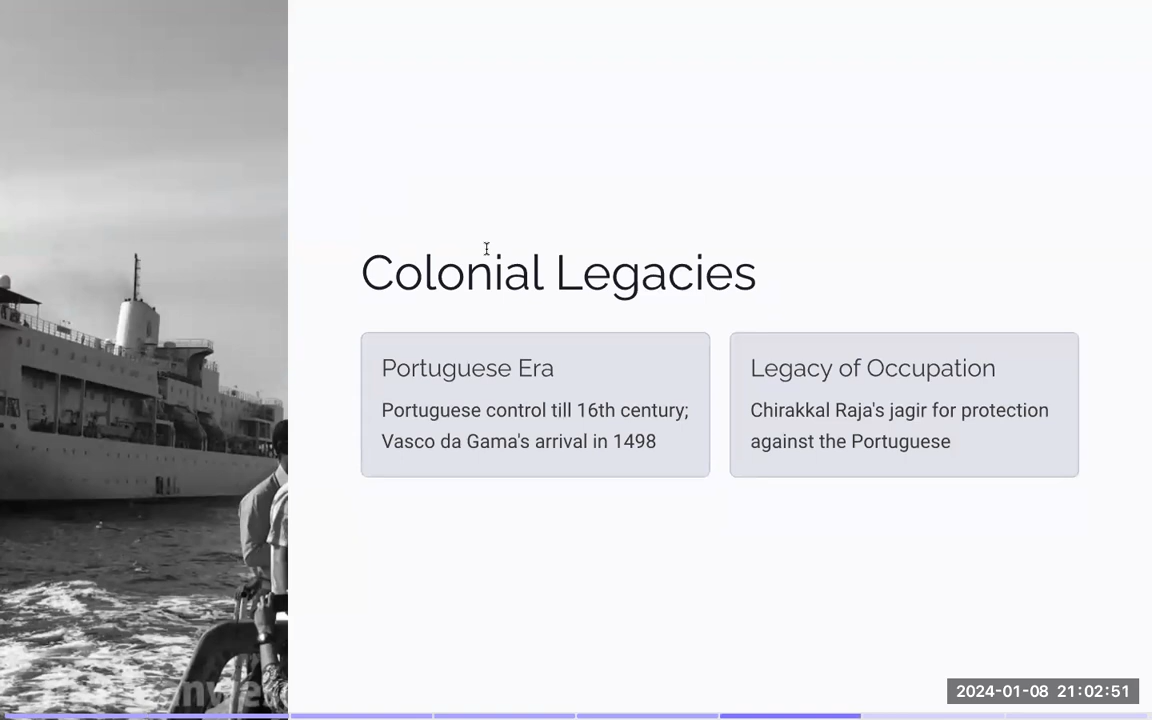 Colonial Legacies
Portuguese Era
Portuguese control till 16th century;
Vasco da Gama's arrival in 1498
Legacy of Occupation
Chirakkal Raja's jagir for protection
against the Portuguese
2024-01-08 21:02:51